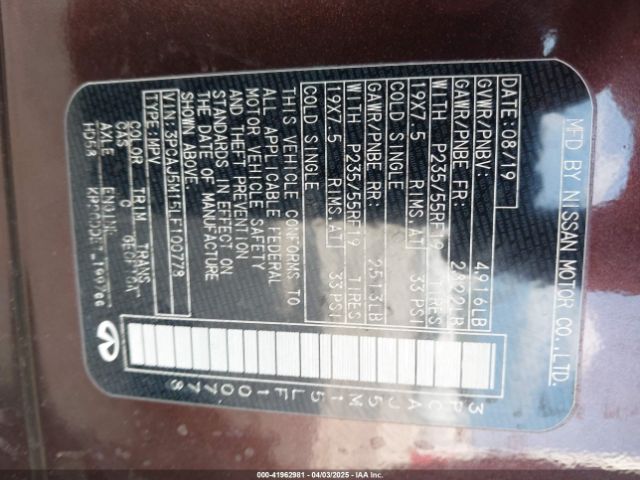 MFD BY NISSAN MOTOR CO.,LTD.
DATE:08/19
GVWR/PNBV: 4916LB
GAWR/PNBE FR: 2822LB
WITH P235/55RF19 TIRES
19X7.5 RIMS,AT 33 PSI
COLD SINGLE
GAWR/PNBE RR: 2513LB
WITH P235/55RF19 TIRES
19X7.5 RIMS,AT 33 PSI
COLD SINGLE
THIS VEHICLE CONFORMS TO
ALL APPLICABLE FEDERAL
MOTOR VEHICLE SAFETY
AND THEFT PREVENTION
STANDARDS IN EFFECT ON
THE DATE OF MANUFACTURE
SHOWN ABOVE.
VIN:3PCAJ5M15LF100778
TYPE:MPV
COLOR TRIM TRANS
CAS C
AXLE ENGINE
HD58
3PCAJ5M15LF100778
000-41962981 - 04/03/2025 - IAA Inc.